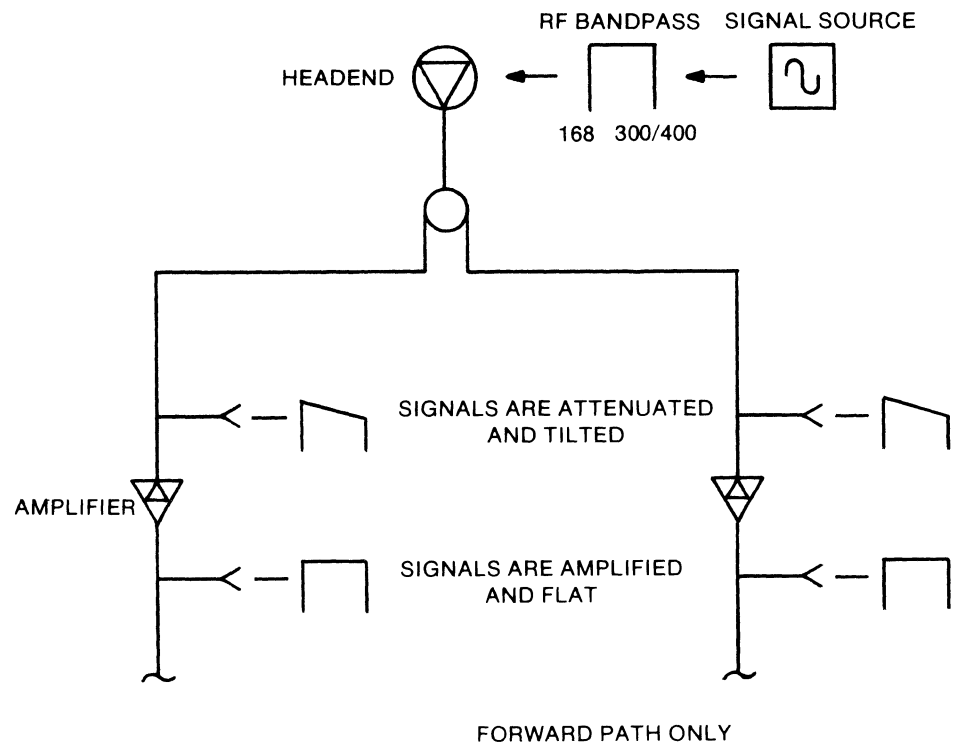 RF BANDPASS SIGNAL SOURCE
HEADEND
168 300/400
SIGNALS ARE ATTENUATED
AND TILTED
AMPLIFIER
SIGNALS ARE AMPLIFIED
AND FLAT
FORWARD PATH ONLY